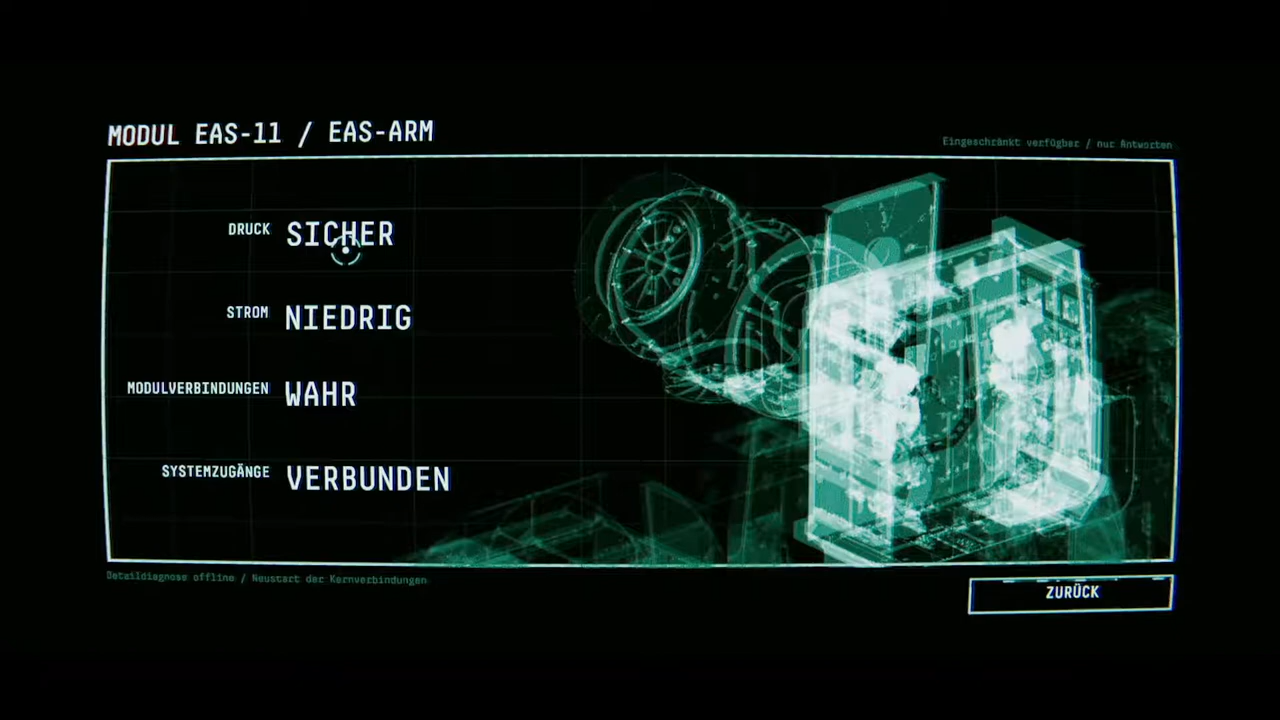 MODUL EAS-11 / EAS-ARM
Eingeschränkt verfügbar / nur Antworten
DRUCK SICHER
STROM NIEDRIG
MODULVERBINDUNGEN WAHR
SYSTEMZUGÄNGE VERBUNDEN
Detaildiagnose offline / Neustart der Kernverbindungen
ZURÜCK